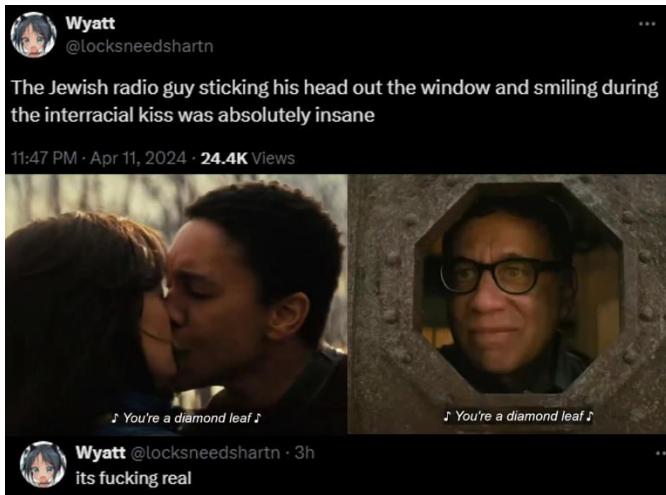 Wyatt
@locksneedshartn
The Jewish radio guy sticking his head out the window and smiling during
the interracial kiss was absolutely insane
11:47 PM · Apr 11, 2024 · 24.4K Views
♪ You're a diamond leaf ♪
♪ You're a diamond leaf ♪
Wyatt @locksneedshartn · 3h
its fucking real